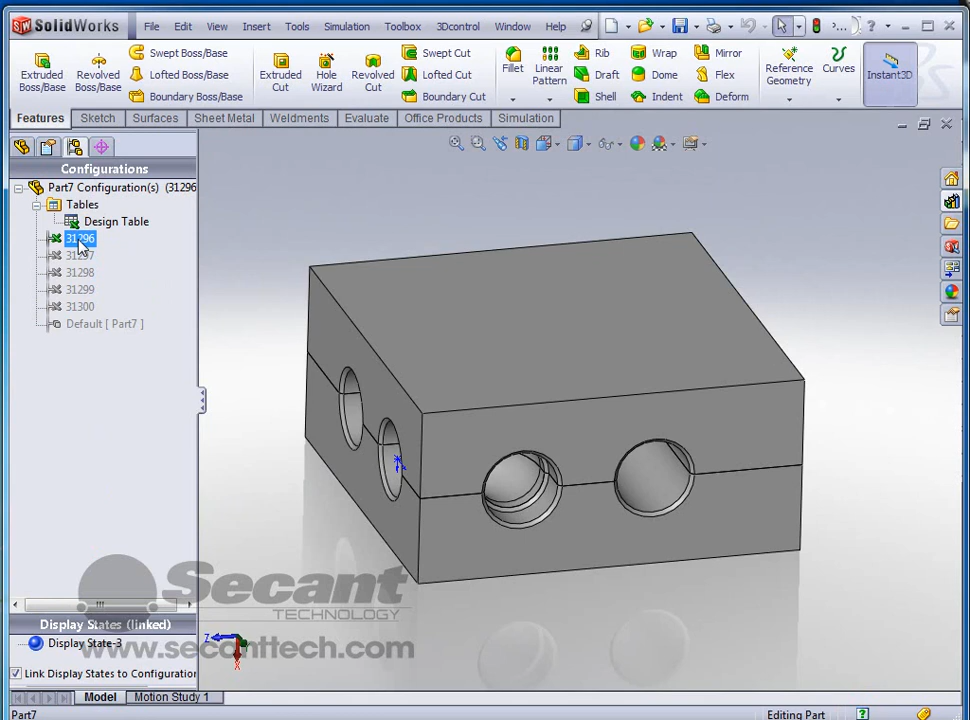 SolidWorks File Edit View Insert Tools Simulation Toolbox 3Dcontrol Window Help
Extruded Boss/Base
Revolved Boss/Base
Swept Boss/Base
Lofted Boss/Base
Boundary Boss/Base
Extruded Cut
Hole Wizard
Revolved Cut
Swept Cut
Lofted Cut
Boundary Cut
Fillet
Linear Pattern
Rib
Draft
Shell
Wrap
Dome
Indent
Mirror
Flex
Deform
Reference Geometry
Curves
Instant3D
Features Sketch Surfaces Sheet Metal Weldments Evaluate Office Products Simulation
Configurations
Part7 Configuration(s) (31296
Tables
Design Table
31296
31297
31298
31299
31300
Default [ Part7 ]
Secant
TECHNOLOGY
www.secanttech.com
Display States (linked)
Display State-3
Link Display States to Configuration
Z
X
Model Motion Study 1
Part7 Editing Part